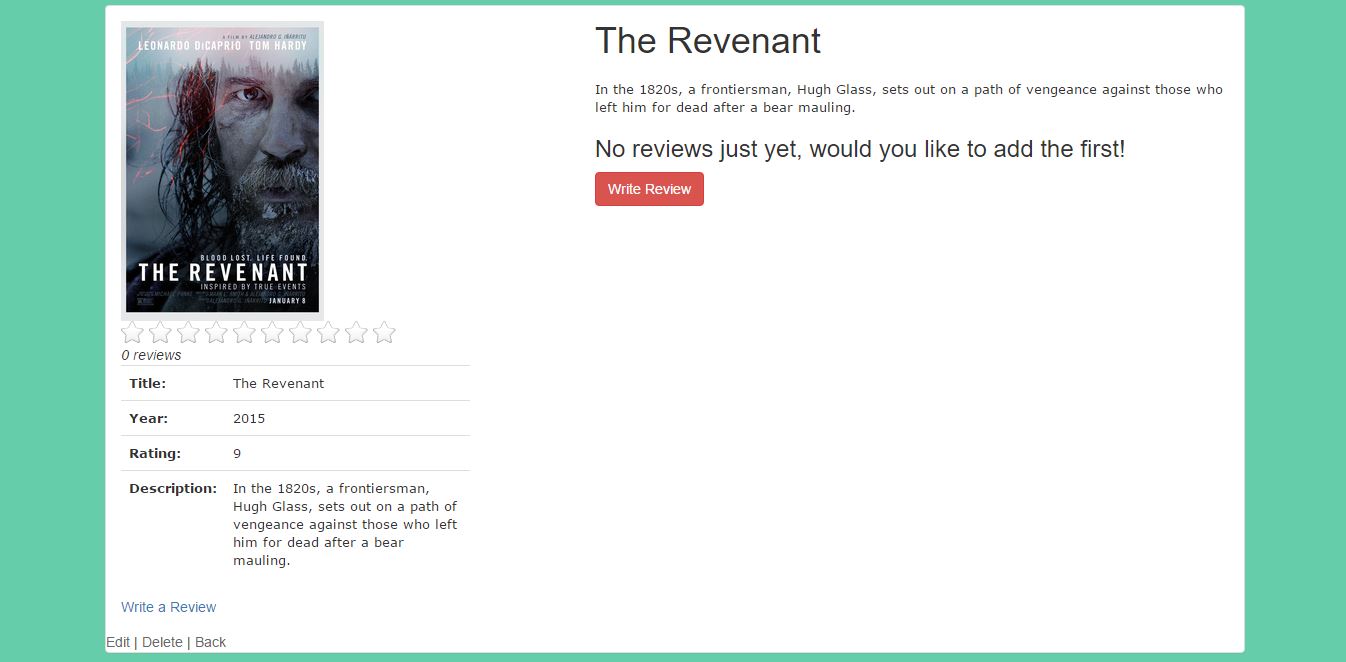 A FILM BY ALEJANDRO G. IÑÁRRITU
LEONARDO DiCAPRIO TOM HARDY
BLOOD LOST. LIFE FOUND.
THE REVENANT
INSPIRED BY TRUE EVENTS
JANUARY 8
0 reviews
Title: The Revenant
Year: 2015
Rating: 9
Description: In the 1820s, a frontiersman,
Hugh Glass, sets out on a path of
vengeance against those who left
him for dead after a bear
mauling.
Write a Review
Edit | Delete | Back
The Revenant
In the 1820s, a frontiersman, Hugh Glass, sets out on a path of vengeance against those who
left him for dead after a bear mauling.
No reviews just yet, would you like to add the first!
Write Review